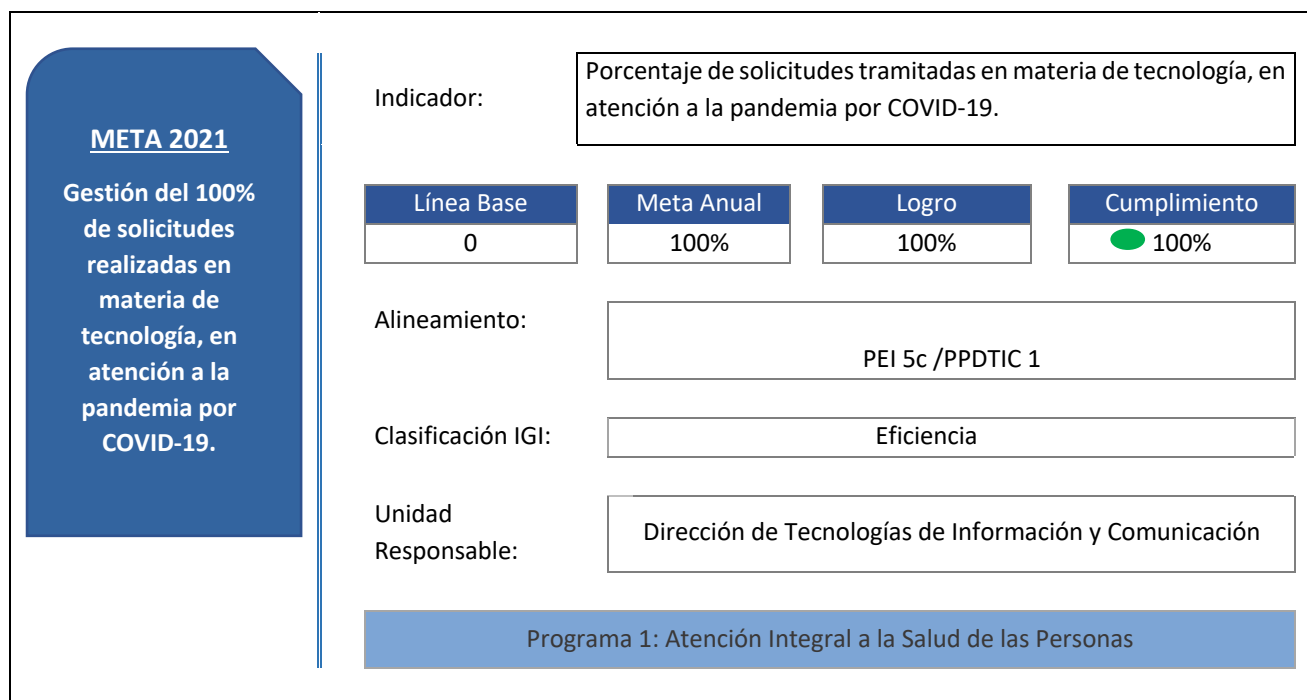 META 2021
Gestión del 100%
de solicitudes
realizadas en
materia de
tecnología, en
atención a la
pandemia por
COVID-19.
Indicador:
Porcentaje de solicitudes tramitadas en materia de tecnología, en
atención a la pandemia por COVID-19.
Línea Base
Meta Anual
Logro
Cumplimiento
0
100%
100%
100%
Alineamiento:
PEI 5c /PPDTIC 1
Clasificación IGI:
Eficiencia
Unidad
Responsable:
Dirección de Tecnologías de Información y Comunicación
Programa 1: Atención Integral a la Salud de las Personas